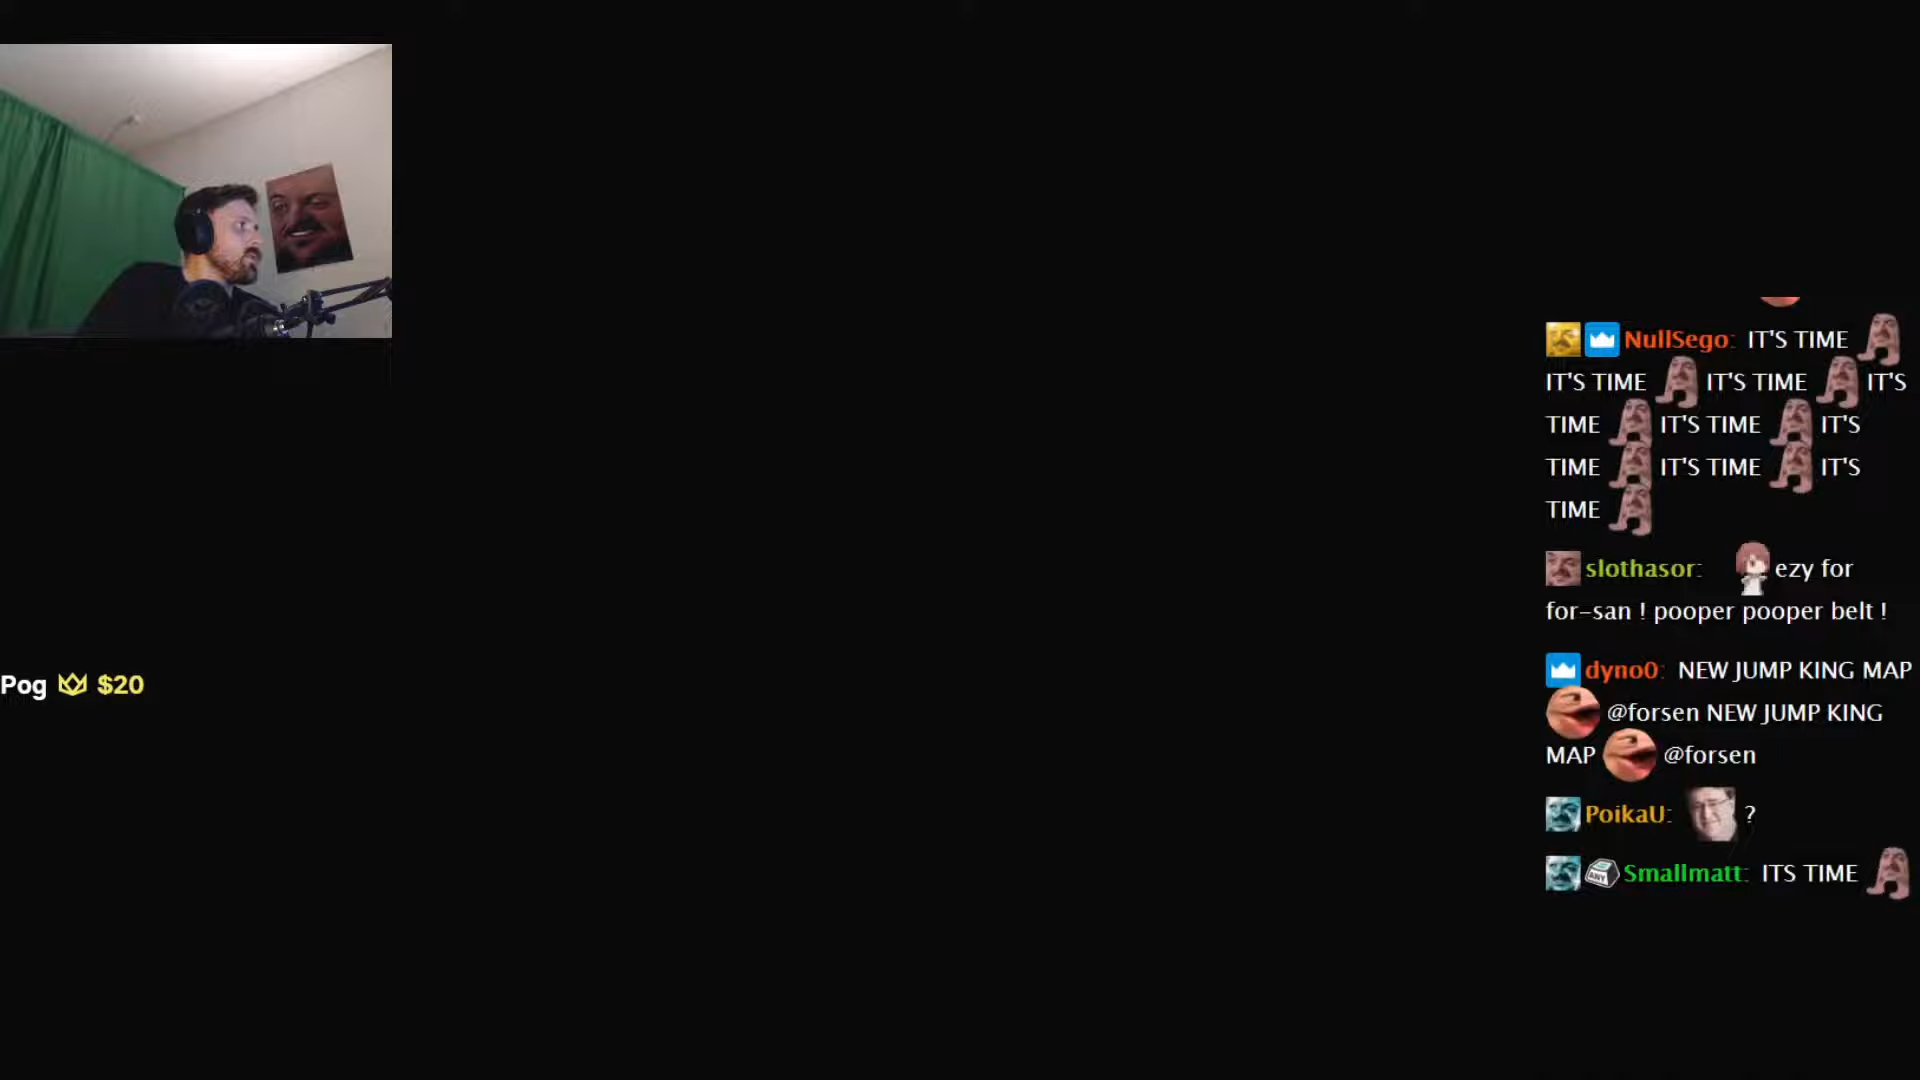 NullSego: IT'S TIME
IT'S TIME IT'S TIME IT'S
TIME IT'S TIME IT'S
TIME IT'S TIME IT'S
TIME
slothasor: ezy for
for-san ! pooper pooper belt !
Pog $20
dyno0: NEW JUMP KING MAP
@forsen NEW JUMP KING
MAP @forsen
PoikaU: ?
ANY Smallmatt: ITS TIME